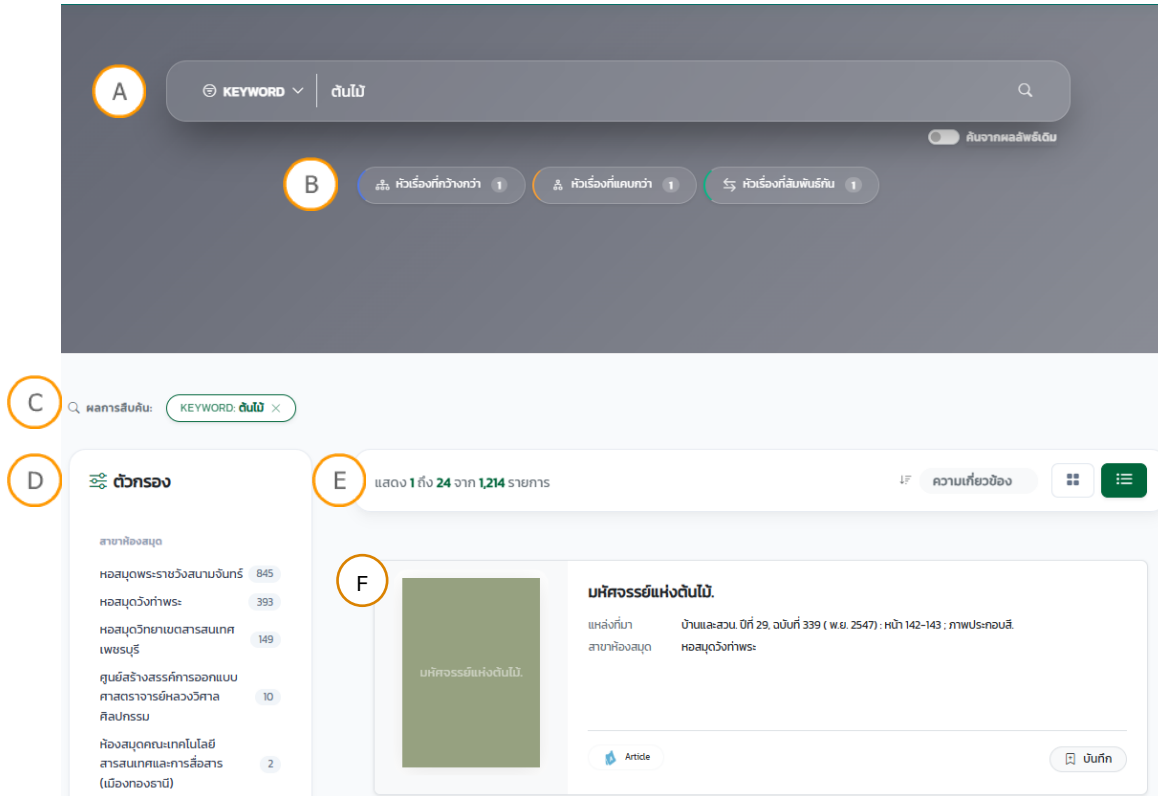 A
KEYWORD ต้นไม้
ค้นจากผลลัพธ์เดิม
B
หัวเรื่องที่กว้างกว่า 1 หัวเรื่องที่แคบกว่า 1 หัวเรื่องที่สัมพันธ์กัน 1
C
ผลการสืบค้น: KEYWORD: ต้นไม้
D
ตัวกรอง
E
แสดง 1 ถึง 24 จาก 1,214 รายการ ความเกี่ยวข้อง
สาขาห้องสมุด
หอสมุดพระราชวังสนามจันทร์ 845
หอสมุดวังท่าพระ 393
หอสมุดวิทยาเขตสารสนเทศ
เพชรบุรี 149
ศูนย์สร้างสรรค์การออกแบบ
ศาสตราจารย์หลวงวิศาล
ศิลปกรรม 10
ห้องสมุดคณะเทคโนโลยี
สารสนเทศและการสื่อสาร
(เมืองทองธานี) 2
F
มหัศจรรย์แห่งต้นไม้.
มหัศจรรย์แห่งต้นไม้.
แหล่งที่มา บ้านและสวน. ปีที่ 29, ฉบับที่ 339 ( พ.ย. 2547) : หน้า 142-143 ; ภาพประกอบสี.
สาขาห้องสมุด หอสมุดวังท่าพระ
Article บันทึก